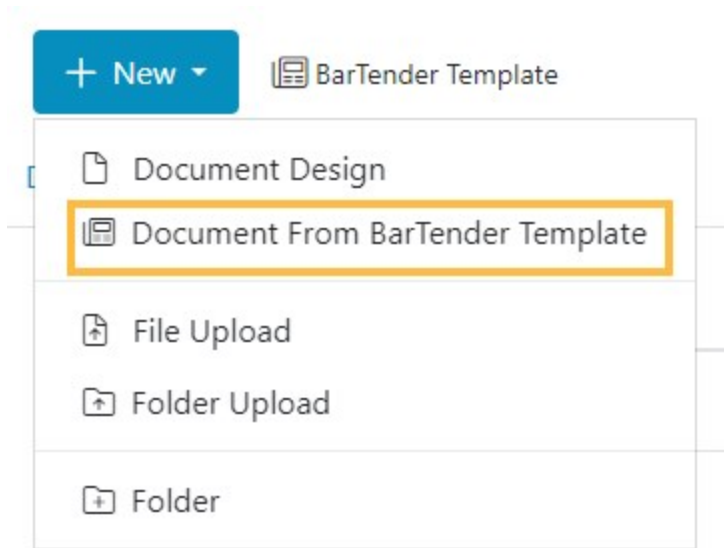 + New BarTender Template
Document Design
Document From BarTender Template
File Upload
Folder Upload
Folder